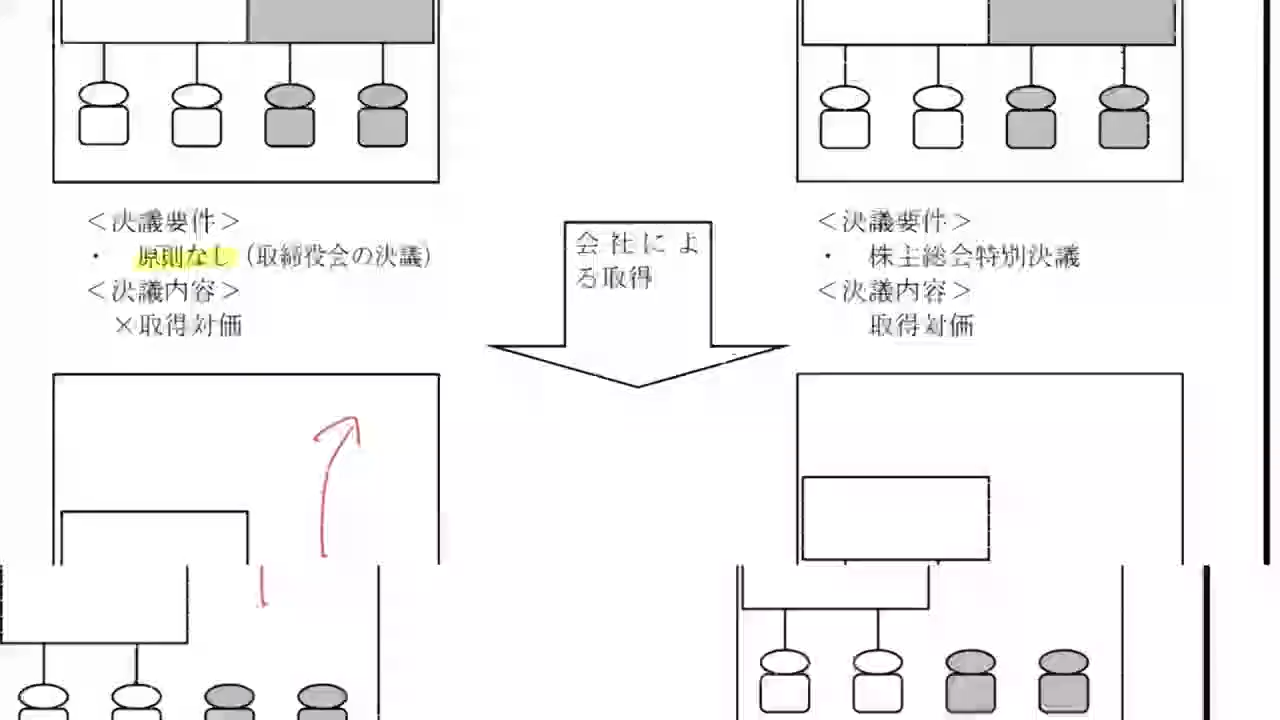 ＜決議要件＞
・　原則なし（取締役会の決議）
＜決議内容＞
×取得対価
会社によ
る取得
＜決議要件＞
・　株主総会特別決議
＜決議内容＞
取得対価